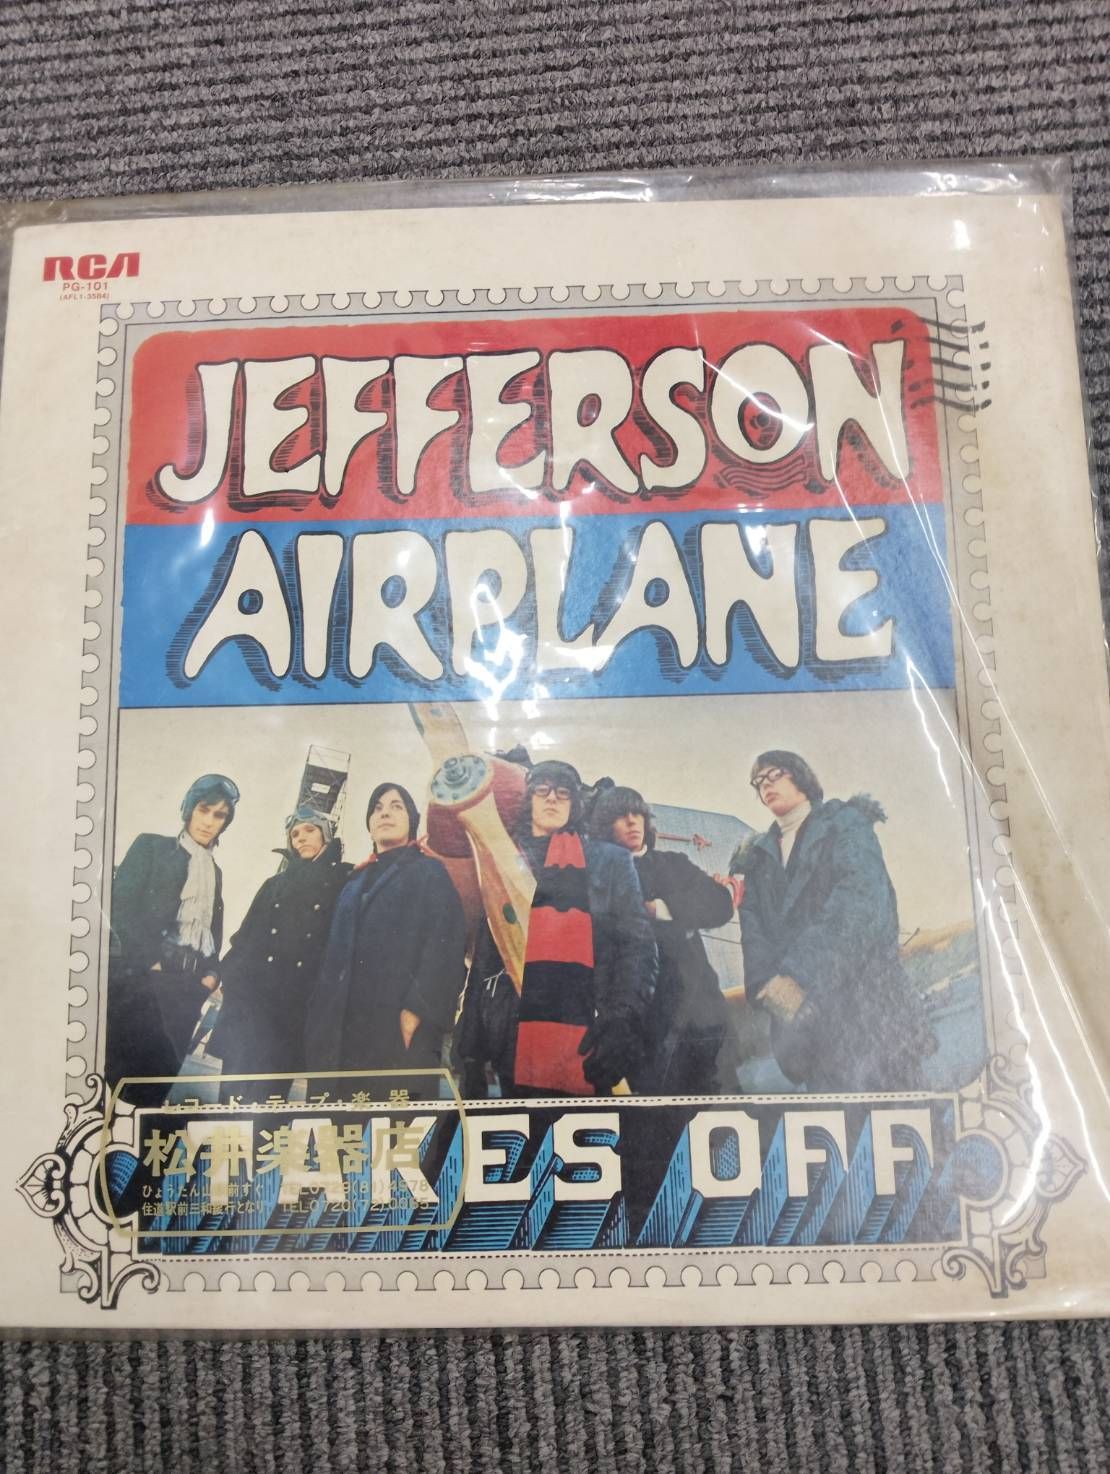 RCA
PG-101
(AFL1-3584)
JEFFERSON
AIRPLANE
TAKES OFF
レコード・テープ・楽器
松井楽器店